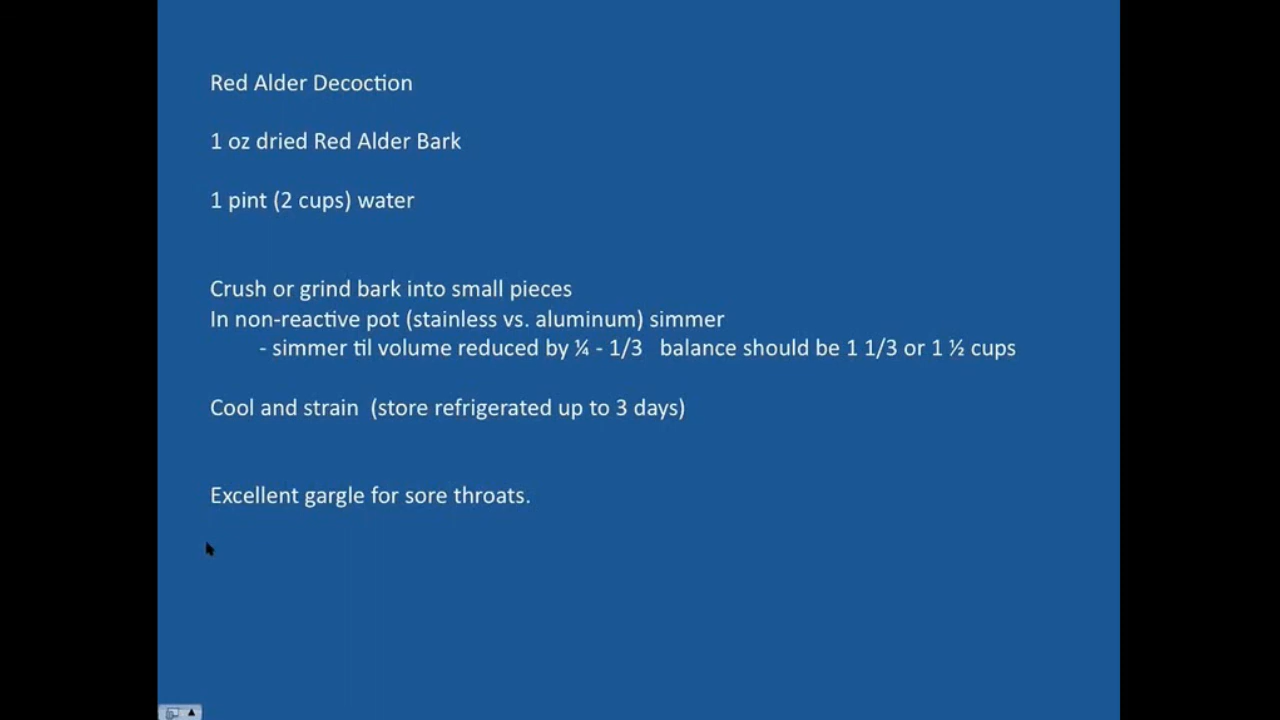 Red Alder Decoction
1 oz dried Red Alder Bark
1 pint (2 cups) water
Crush or grind bark into small pieces
In non-reactive pot (stainless vs. aluminum) simmer
- simmer til volume reduced by ¼ - 1/3   balance should be 1 1/3 or 1 ½ cups
Cool and strain  (store refrigerated up to 3 days)
Excellent gargle for sore throats.